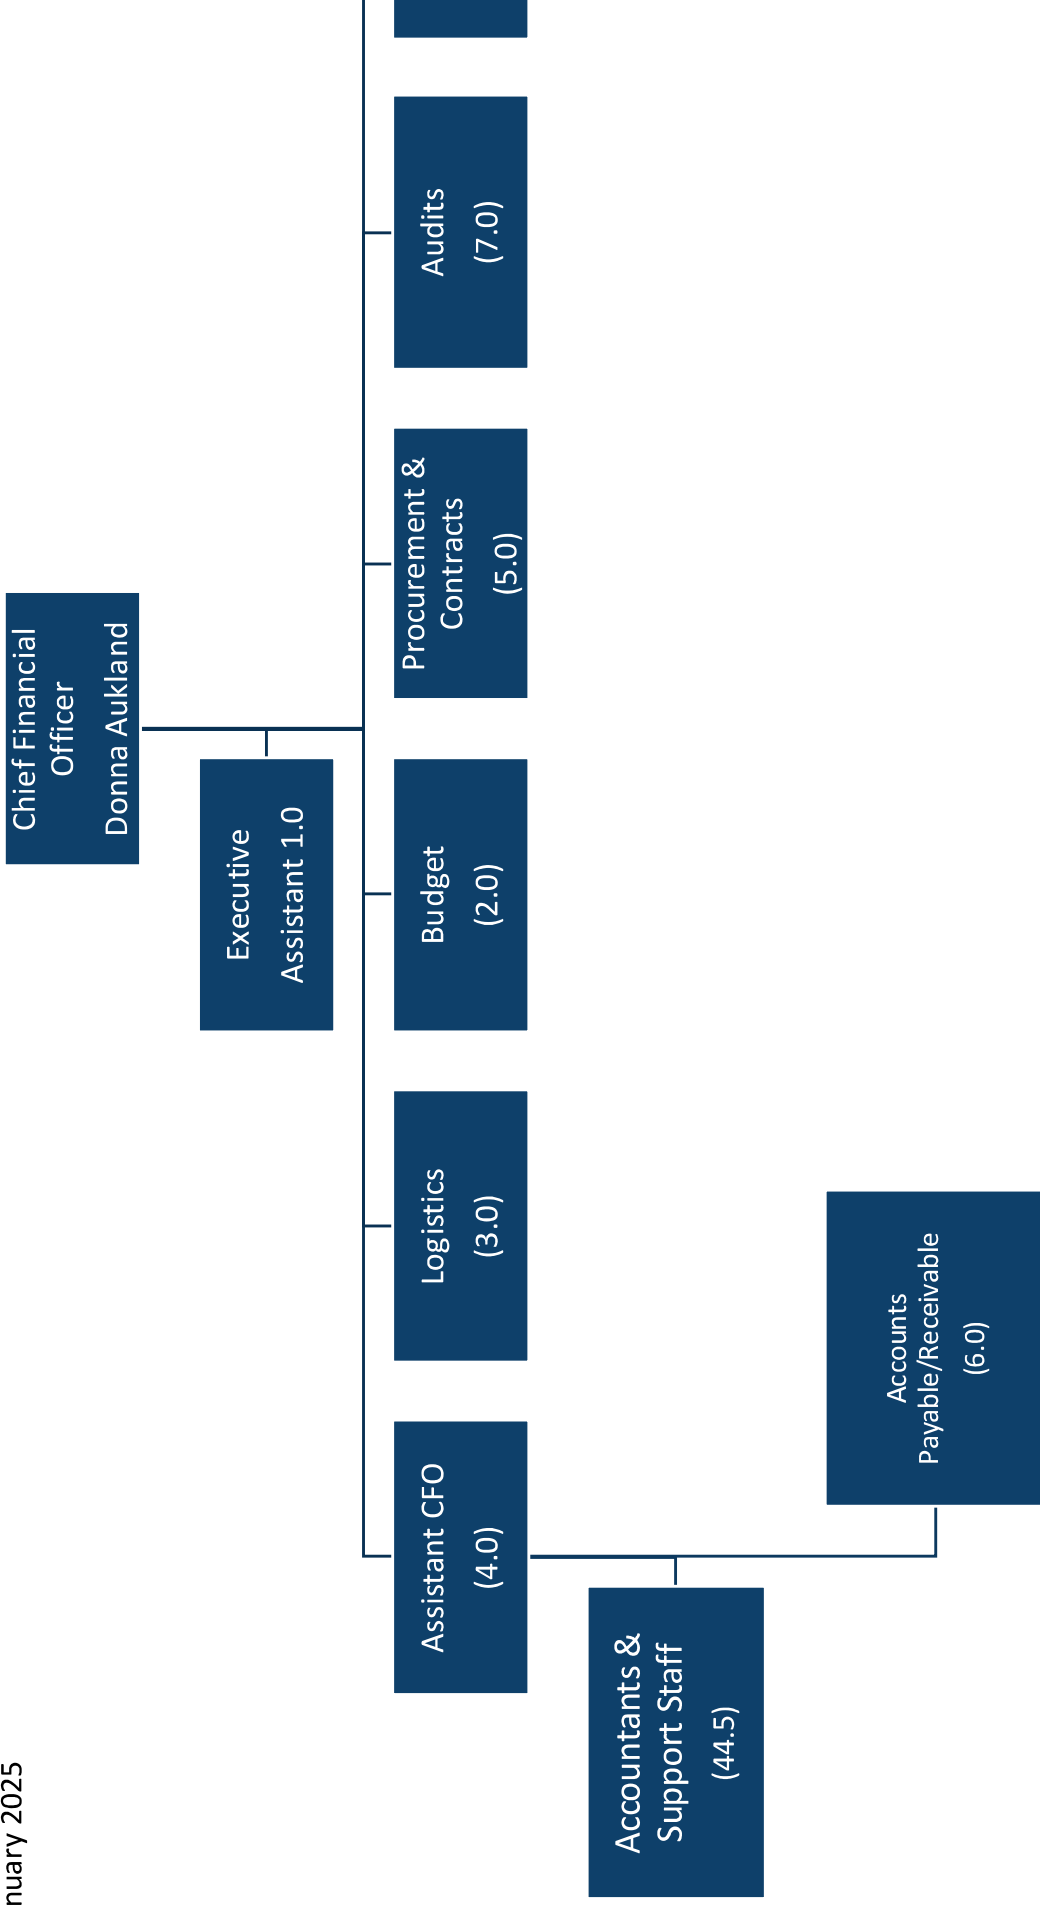 nuary 2025
Chief Financial
Officer
Donna Aukland
Executive
Assistant 1.0
Assistant CFO
(4.0)
Logistics
(3.0)
Budget
(2.0)
Procurement &
Contracts
(5.0)
Audits
(7.0)
Accountants &
Support Staff
(44.5)
Accounts
Payable/Receivable
(6.0)